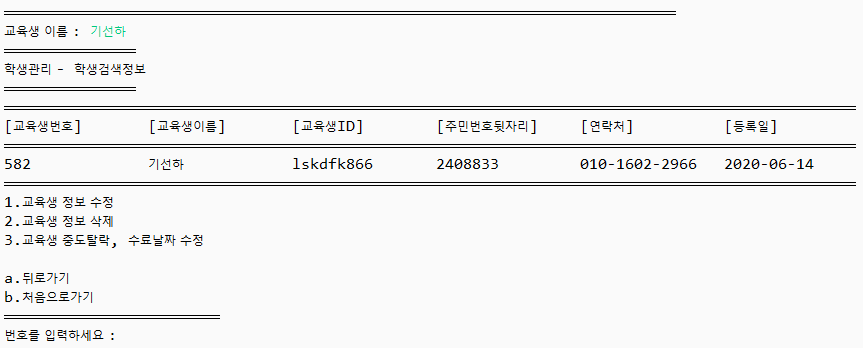 교육생 이름 : 기선하
학생관리 - 학생검색정보
[교육생번호] [교육생이름] [교육생ID] [주민번호뒷자리] [연락처] [등록일]
582 기선하 lskdfk866 2408833 010-1602-2966 2020-06-14
1.교육생 정보 수정
2.교육생 정보 삭제
3.교육생 중도탈락, 수료날짜 수정
a.뒤로가기
b.처음으로가기
번호를 입력하세요 :